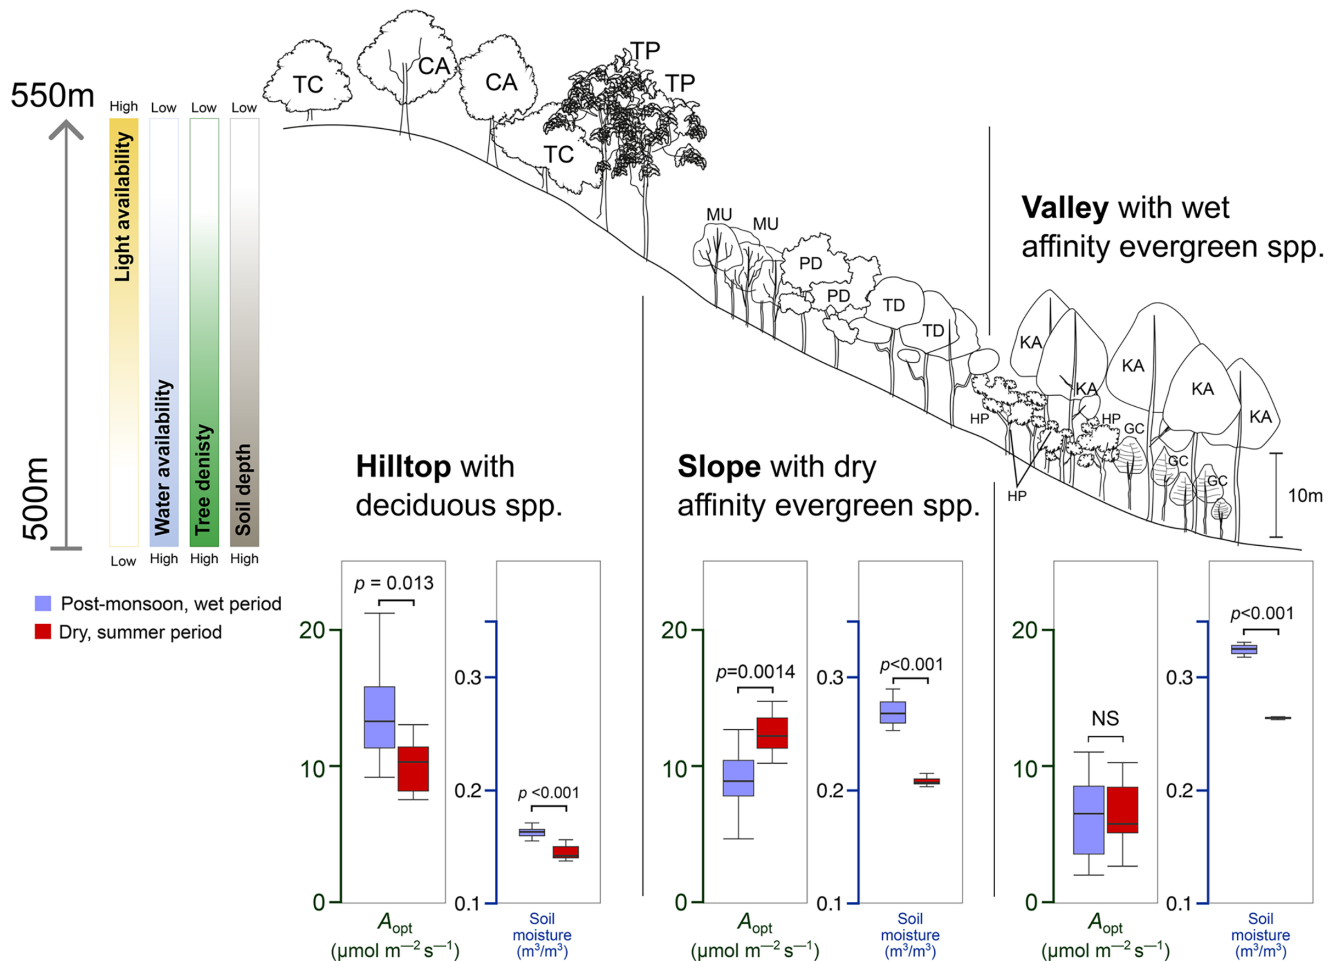 550m
500m
High
Low
Low
Low
Light availability
Water availability
Tree denisty
Soil depth
Low
High
High
High
TC
CA
CA
TC
TP
TP
MU
MU
PD
PD
TD
TD
KA
KA
KA
KA
KA
HP
HP
HP
GC
GC
GC
10m
Hilltop with
deciduous spp.
Slope with dry
affinity evergreen spp.
Valley with wet
affinity evergreen spp.
Post-monsoon, wet period
Dry, summer period
p = 0.013
20
10
0
Aopt
(µmol m—2 s—1)
p <0.001
0.3
0.2
0.1
Soil
moisture
(m3/m3)
p=0.0014
20
10
0
Aopt
(µmol m—2 s—1)
p<0.001
0.3
0.2
0.1
Soil
moisture
(m3/m3)
NS
20
10
0
Aopt
(µmol m—2 s—1)
p<0.001
0.3
0.2
0.1
Soil
moisture
(m3/m3)